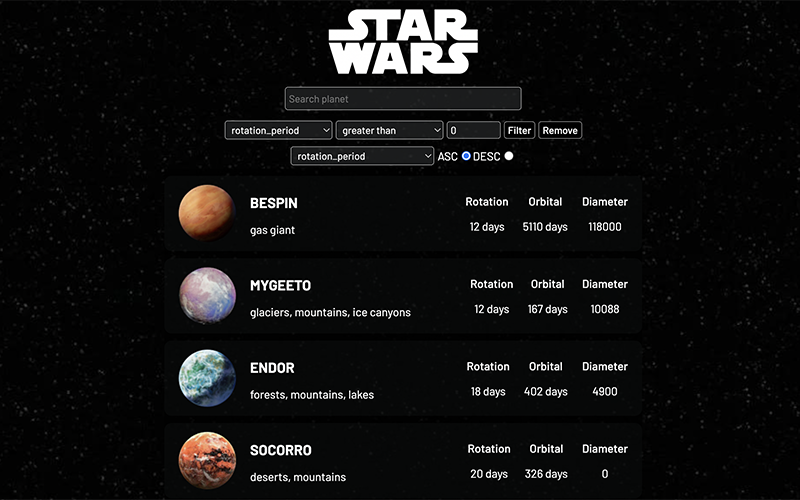 STAR
WARS
Search planet
rotation_period greater than 0 Filter Remove
rotation_period ASC DESC
BESPIN Rotation Orbital Diameter
gas giant 12 days 5110 days 118000
MYGEETO Rotation Orbital Diameter
glaciers, mountains, ice canyons 12 days 167 days 10088
ENDOR Rotation Orbital Diameter
forests, mountains, lakes 18 days 402 days 4900
SOCORRO Rotation Orbital Diameter
deserts, mountains 20 days 326 days 0